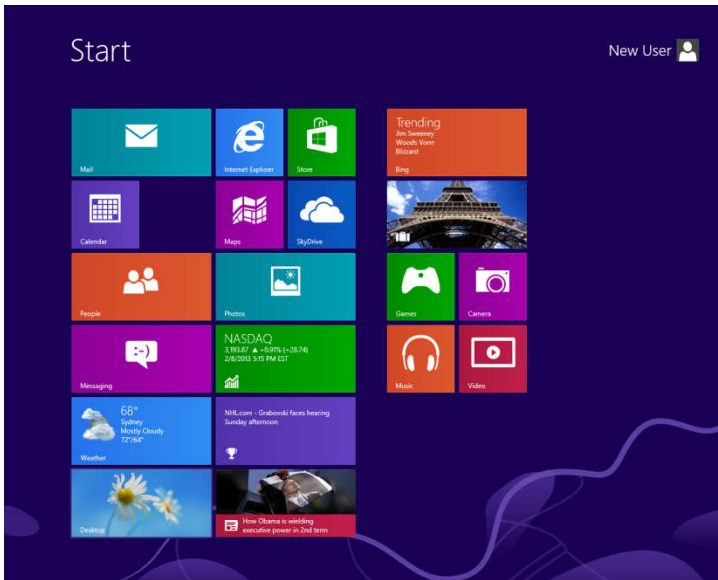 Start
New User
Mail
Internet Explorer
Store
Calendar
Maps
SkyDrive
People
Photos
Messaging
NASDAQ
3,193.87 ▲ +0.91% (+28.74)
2/8/2013 5:15 PM EST
68°
Sydney
Mostly Cloudy
72°/64°
Weather
NHL.com - Grabovski faces hearing
Sunday afternoon
Desktop
How Obama is wielding
executive power in 2nd term
Trending
Jim Sweeney
Woods Vonn
Blizzard
Bing
Games
Camera
Music
Video